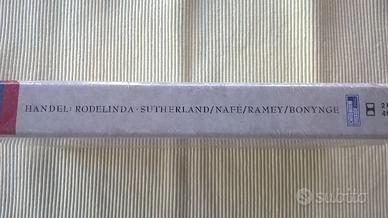 HANDEL: RODELINDA · SUTHERLAND/NAFÉ/RAMEY/BONYNGE
subito